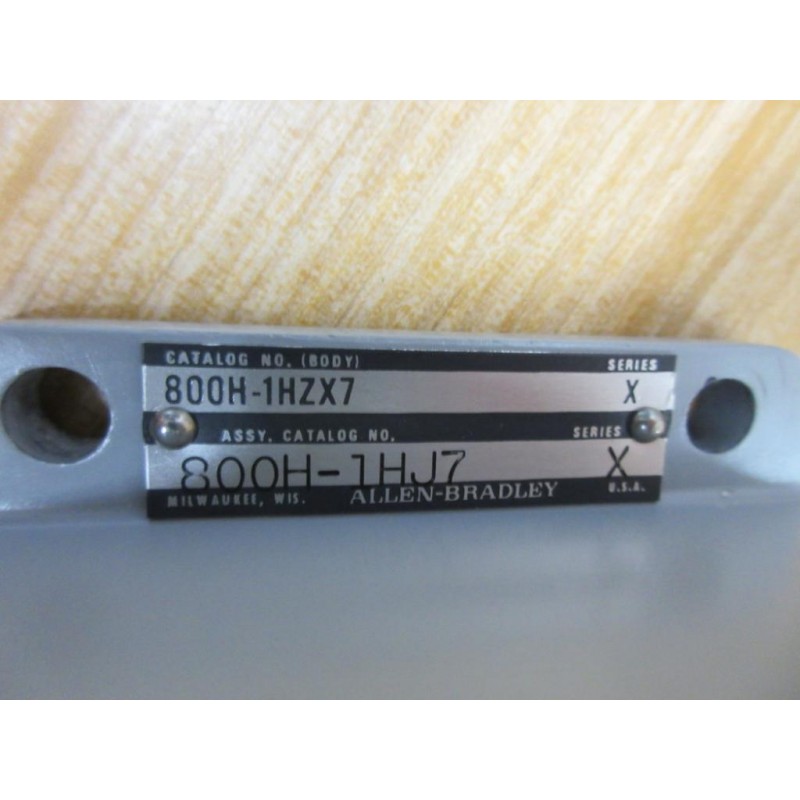 CATALOG NO. (BODY) SERIES
800H-1HZX7 X
ASSY. CATALOG NO. SERIES
800H-1HJ7 X
MILWAUKEE, WIS. ALLEN-BRADLEY U.S.A.